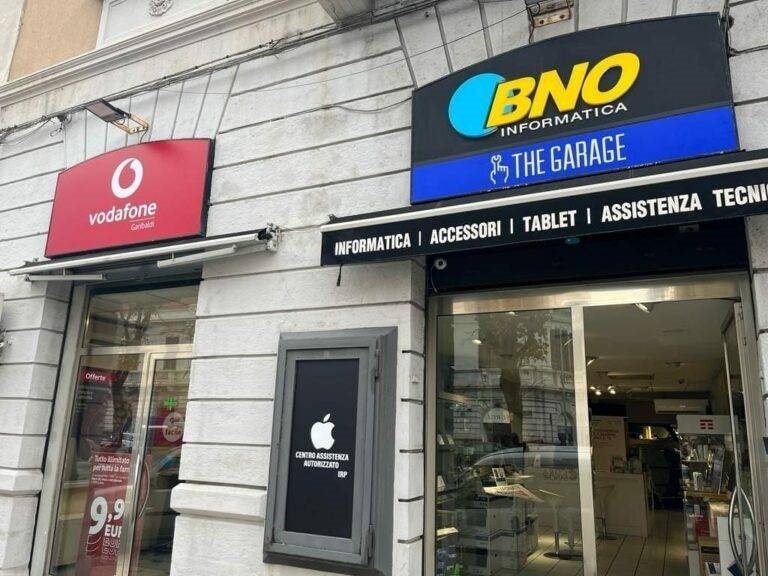 vodafone
Garibaldi
BNO
INFORMATICA
THE GARAGE
INFORMATICA | ACCESSORI | TABLET | ASSISTENZA TECNI
Offerte
Tutto illimitato
per tutta la fam
9,9
EUR
CENTRO ASSISTENZA
AUTORIZZATO
IRP